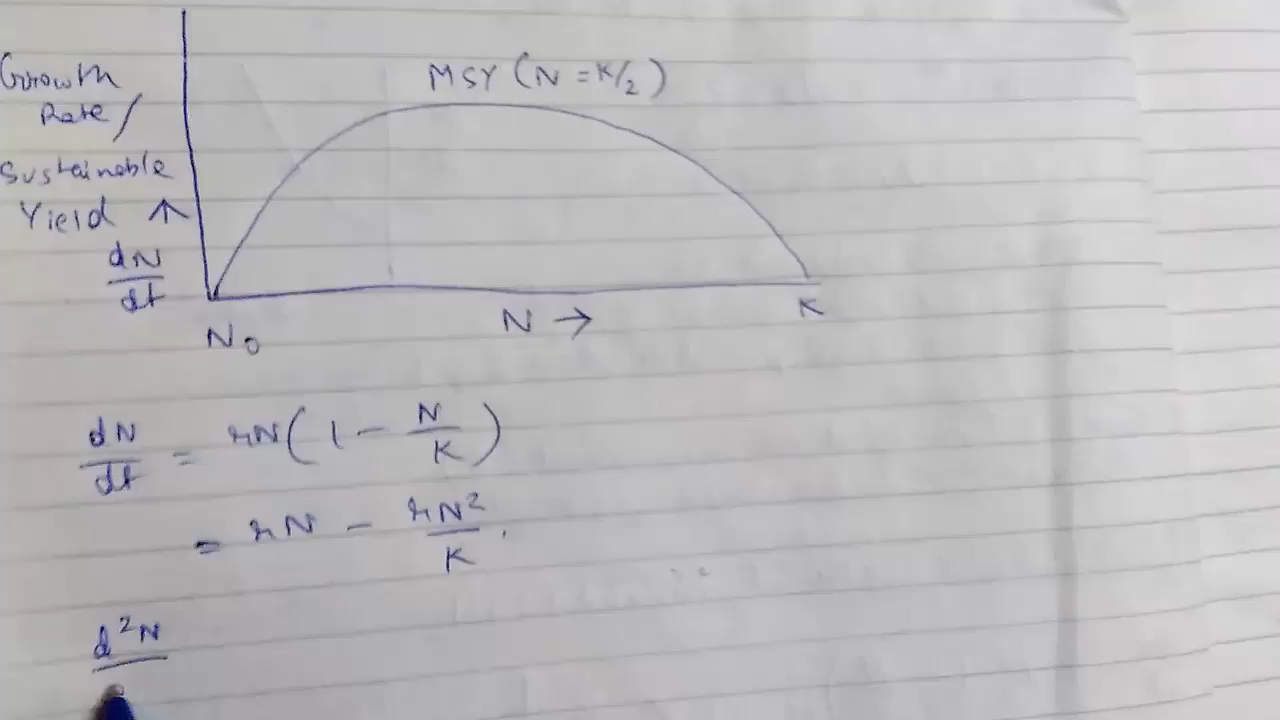 MSY (N = K/2)
Growth
Rate/
Sustainable
Yield ↑
dN/dt
N₀
N →
K
dN/dt = rN(1 - N/K)
= rN - rN²/K
d²N